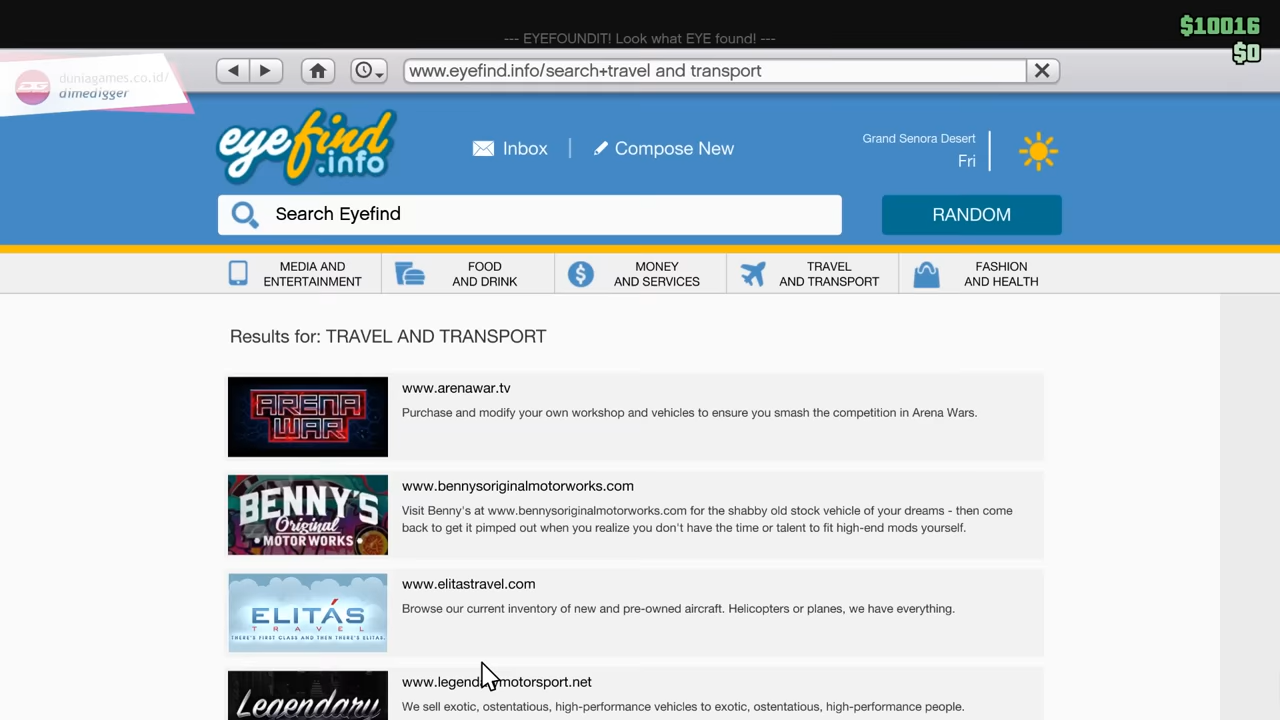 $10016
--- EYEFOUNDIT! Look what EYE found! ---
$0
duniagames.co.id/
dimedigger
www.eyefind.info/search+travel and transport
eyefind
.info
Inbox
Compose New
Grand Senora Desert
Fri
Search Eyefind
RANDOM
MEDIA AND
ENTERTAINMENT
FOOD
AND DRINK
MONEY
AND SERVICES
TRAVEL
AND TRANSPORT
FASHION
AND HEALTH
Results for: TRAVEL AND TRANSPORT
ARENA
WAR
www.arenawar.tv
Purchase and modify your own workshop and vehicles to ensure you smash the competition in Arena Wars.
BENNY'S
Original
MOTOR WORKS
www.bennysoriginalmotorworks.com
Visit Benny's at www.bennysoriginalmotorworks.com for the shabby old stock vehicle of your dreams - then come
back to get it pimped out when you realize you don't have the time or talent to fit high-end mods yourself.
ELITÁS
TRAVEL
THERE'S FIRST CLASS AND THEN THERE'S ELITAS.
www.elitastravel.com
Browse our current inventory of new and pre-owned aircraft. Helicopters or planes, we have everything.
Legendary
www.legendarymotorsport.net
We sell exotic, ostentatious, high-performance vehicles to exotic, ostentatious, high-performance people.